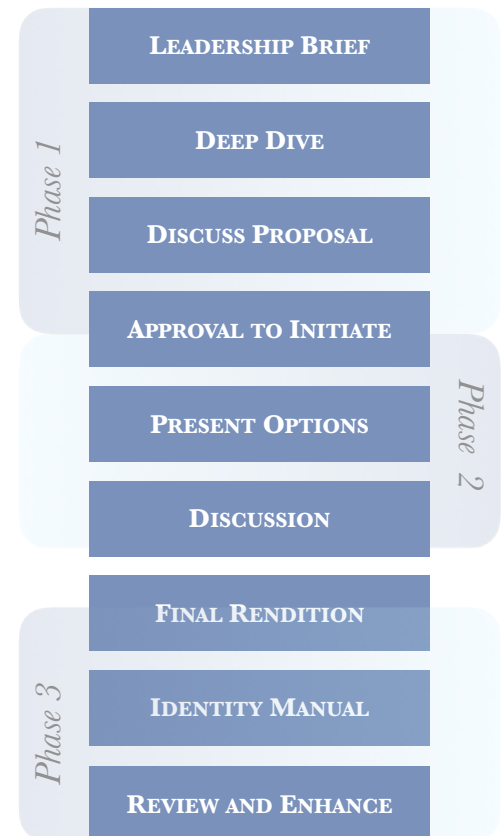 LEADERSHIP BRIEF
Phase 1
DEEP DIVE
DISCUSS PROPOSAL
APPROVAL TO INITIATE
Phase 2
PRESENT OPTIONS
DISCUSSION
FINAL RENDITION
Phase 3
IDENTITY MANUAL
REVIEW AND ENHANCE